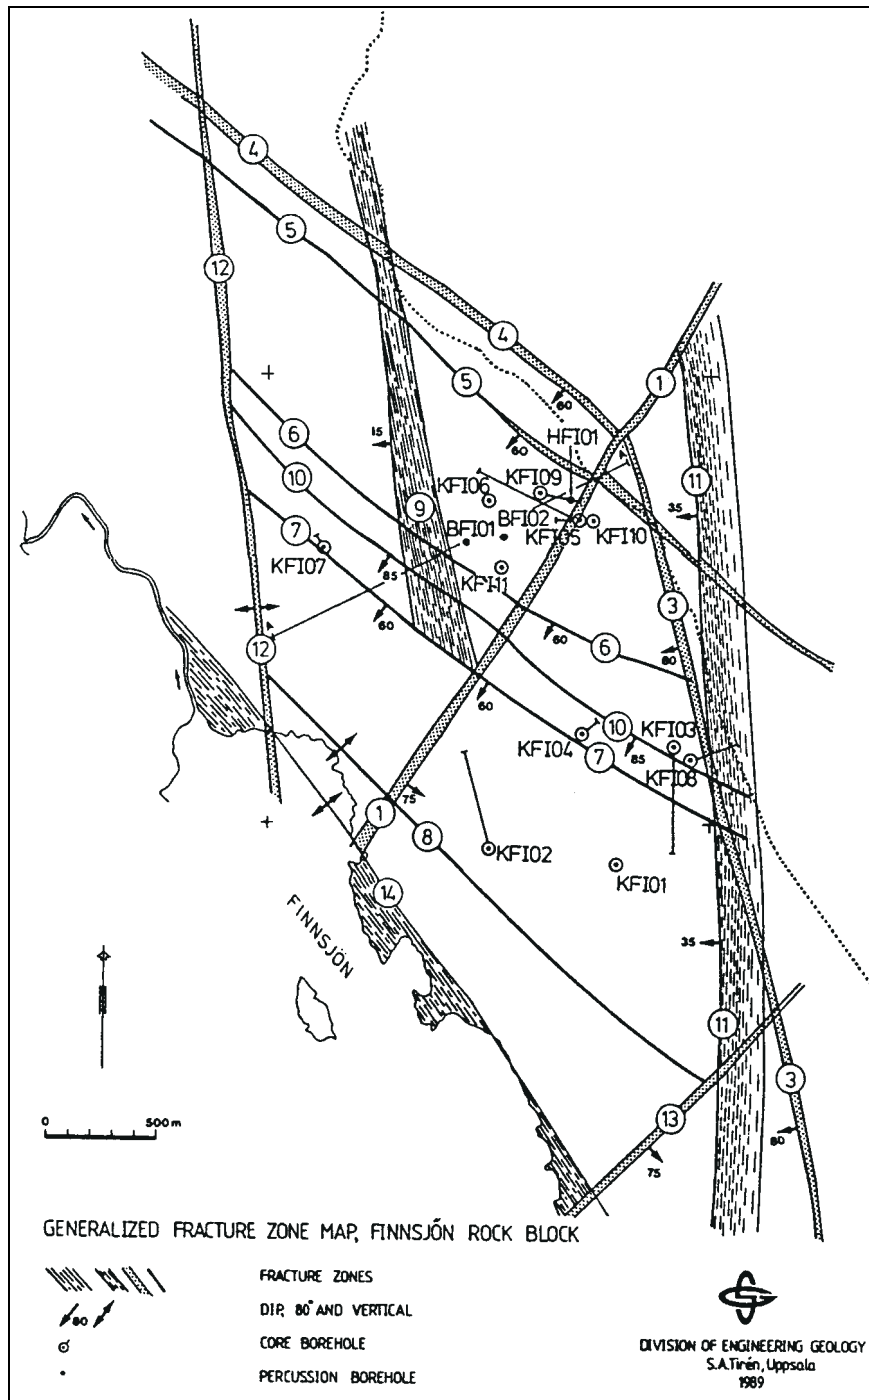 4
5
12
4
1
5
60
HFI01
60
15
6
KFI09
KFI06
10
11
9
7
BFI01
BFI02
35
KFI05
KFI10
KFI07
85
KFI11
60
3
12
60
6
80
60
10
KFI03
KFI04
7
85
KFI08
75
1
8
KFI02
KFI01
14
FINNSJÖN
35
11
3
0 500 m
13
80
75
GENERALIZED FRACTURE ZONE MAP, FINNSJÖN ROCK BLOCK
FRACTURE ZONES
80 DIP, 80° AND VERTICAL
CORE BOREHOLE
PERCUSSION BOREHOLE
DIVISION OF ENGINEERING GEOLOGY
S.A.Tirén, Uppsala
1989